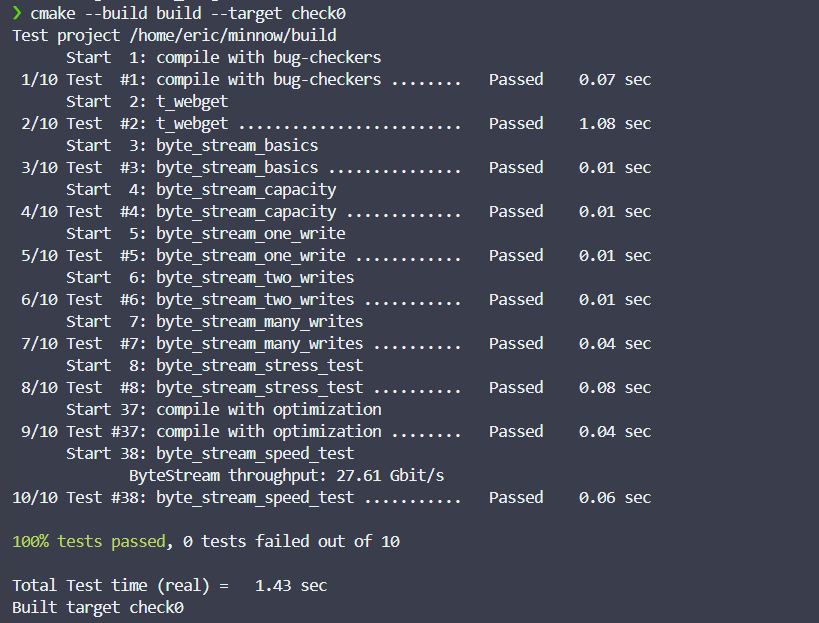 ❯ cmake --build build --target check0
Test project /home/eric/minnow/build
      Start  1: compile with bug-checkers
 1/10 Test  #1: compile with bug-checkers ........   Passed    0.07 sec
      Start  2: t_webget
 2/10 Test  #2: t_webget .........................   Passed    1.08 sec
      Start  3: byte_stream_basics
 3/10 Test  #3: byte_stream_basics ...............   Passed    0.01 sec
      Start  4: byte_stream_capacity
 4/10 Test  #4: byte_stream_capacity .............   Passed    0.01 sec
      Start  5: byte_stream_one_write
 5/10 Test  #5: byte_stream_one_write ............   Passed    0.01 sec
      Start  6: byte_stream_two_writes
 6/10 Test  #6: byte_stream_two_writes ...........   Passed    0.01 sec
      Start  7: byte_stream_many_writes
 7/10 Test  #7: byte_stream_many_writes ..........   Passed    0.04 sec
      Start  8: byte_stream_stress_test
 8/10 Test  #8: byte_stream_stress_test ..........   Passed    0.08 sec
      Start 37: compile with optimization
 9/10 Test #37: compile with optimization ........   Passed    0.04 sec
      Start 38: byte_stream_speed_test
             ByteStream throughput: 27.61 Gbit/s
10/10 Test #38: byte_stream_speed_test ...........   Passed    0.06 sec

100% tests passed, 0 tests failed out of 10

Total Test time (real) =   1.43 sec
Built target check0